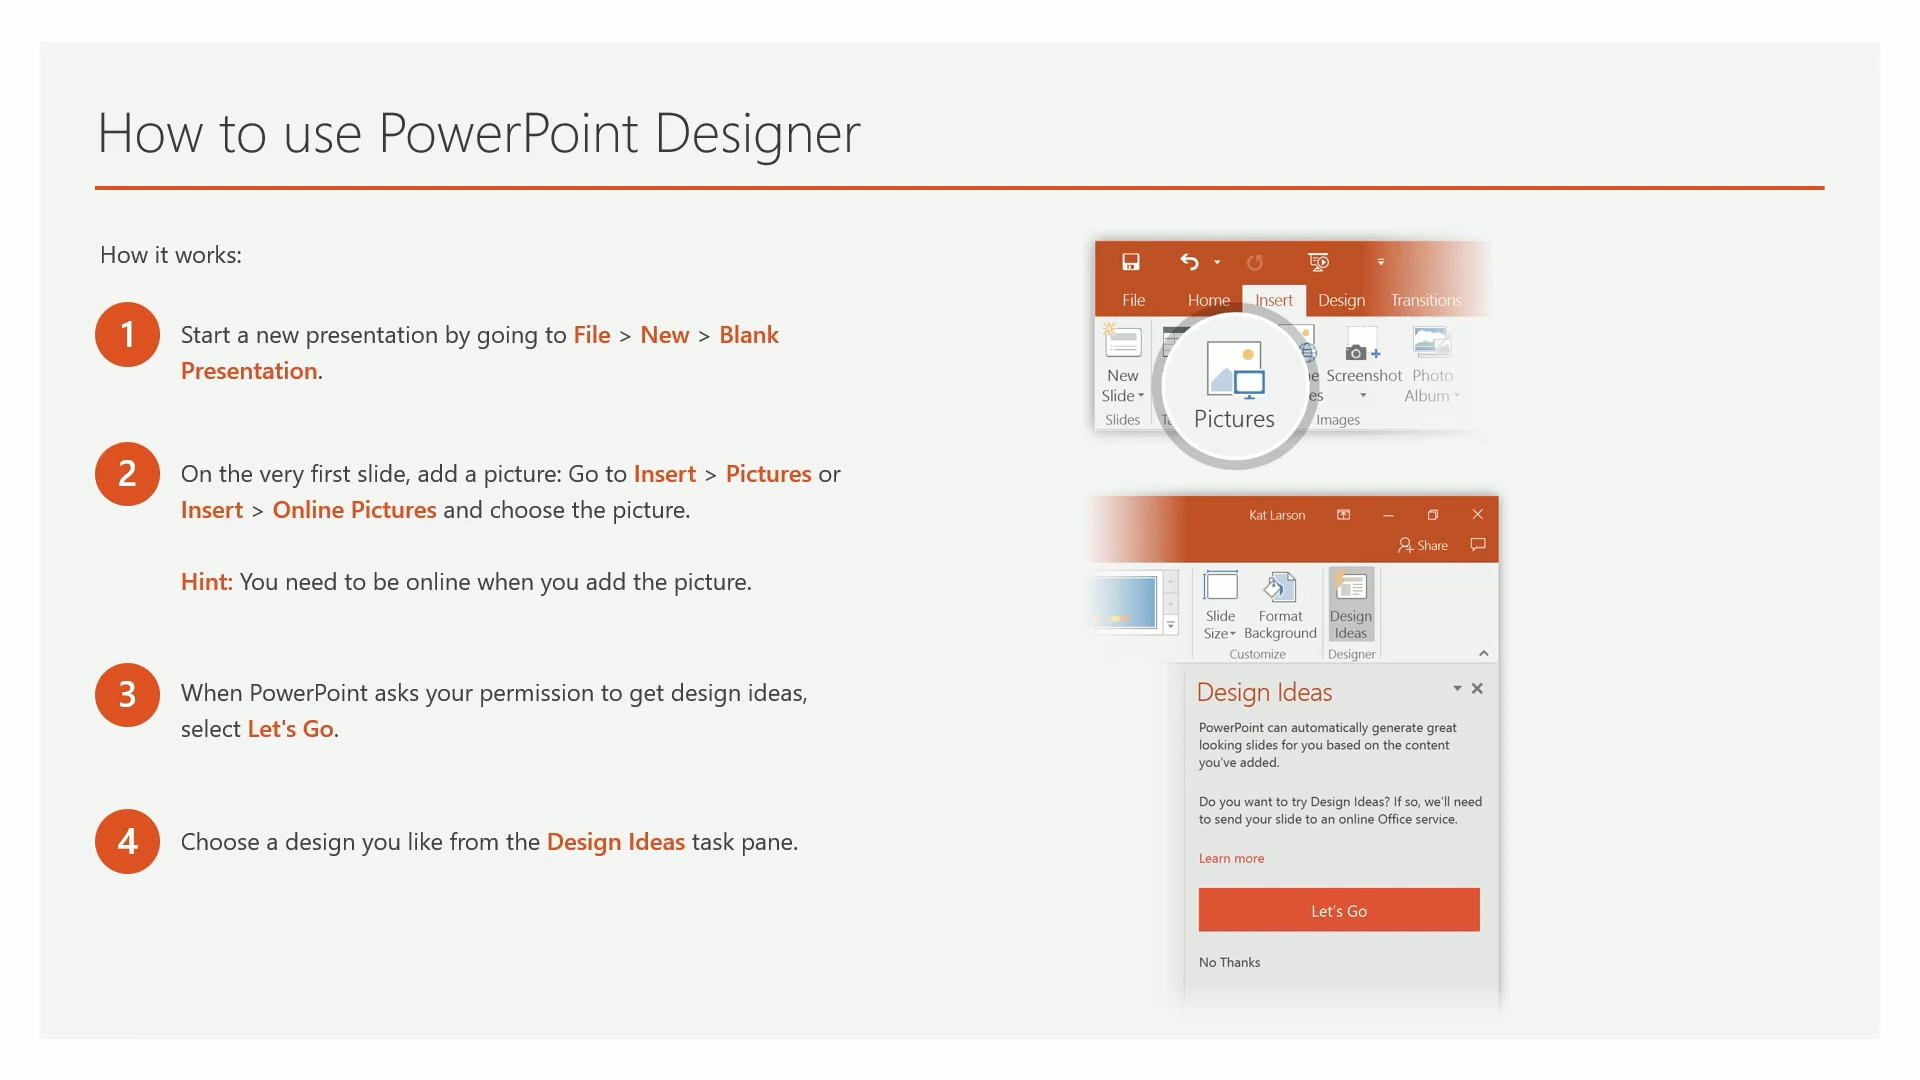 How to use PowerPoint Designer
How it works:
1
Start a new presentation by going to File > New > Blank
Presentation.
2
On the very first slide, add a picture: Go to Insert > Pictures or
Insert > Online Pictures and choose the picture.
Hint: You need to be online when you add the picture.
3
When PowerPoint asks your permission to get design ideas,
select Let's Go.
4
Choose a design you like from the Design Ideas task pane.
File Home Insert Design Transitions
New Screenshot Photo
Slide Album
Pictures
Slides Images
Kat Larson
Share
Slide Format Design
Size Background Ideas
Customize Designer
Design Ideas
PowerPoint can automatically generate great
looking slides for you based on the content
you've added.
Do you want to try Design Ideas? If so, we'll need
to send your slide to an online Office service.
Learn more
Let's Go
No Thanks